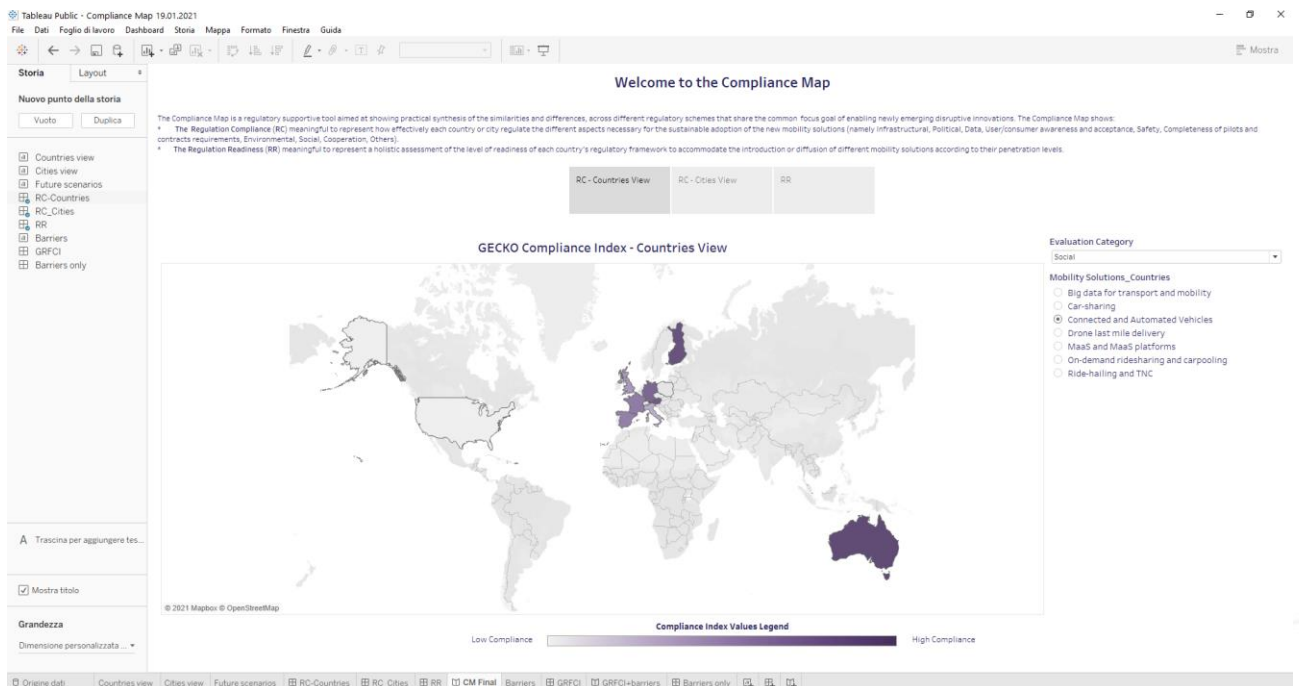 Tableau Public - Compliance Map 19.01.2021
File Dati Foglio di lavoro Dashboard Storia Mappa Formato Finestra Guida
Mostra
Storia Layout
Nuovo punto della storia
Vuoto Duplica
Countries view
Cities view
Future scenarios
RC-Countries
RC_Cities
RR
Barriers
GRFCI
Barriers only
A Trascina per aggiungere tes...
Mostra titolo
Grandezza
Dimensione personalizzata ...
Welcome to the Compliance Map
The Compliance Map is a regulatory supportive tool aimed at showing practical synthesis of the similarities and differences, across different regulatory schemes that share the common focus goal of enabling newly emerging disruptive innovations. The Compliance Map shows:
* The Regulation Compliance (RC) meaningful to represent how effectively each country or city regulate the different aspects necessary for the sustainable adoption of the new mobility solutions (namely Infrastructural, Political, Data, User/consumer awareness and acceptance, Safety, Completeness of pilots and
contracts requirements, Environmental, Social, Cooperation, Others).
* The Regulation Readiness (RR) meaningful to represent a holistic assessment of the level of readiness of each country's regulatory framework to accommodate the introduction or diffusion of different mobility solutions according to their penetration levels.
RC - Countries View RC - Cities View RR
GECKO Compliance Index - Countries View
Evaluation Category
Social
Mobility Solutions_Countries
Big data for transport and mobility
Car-sharing
Connected and Automated Vehicles
Drone last mile delivery
MaaS and MaaS platforms
On-demand ridesharing and carpooling
Ride-hailing and TNC
© 2021 Mapbox © OpenStreetMap
Compliance Index Values Legend
Low Compliance High Compliance
Origine dati Countries view Cities view Future scenarios RC-Countries RC_Cities RR CM Final Barriers GRFCI GRFCI+barriers Barriers only